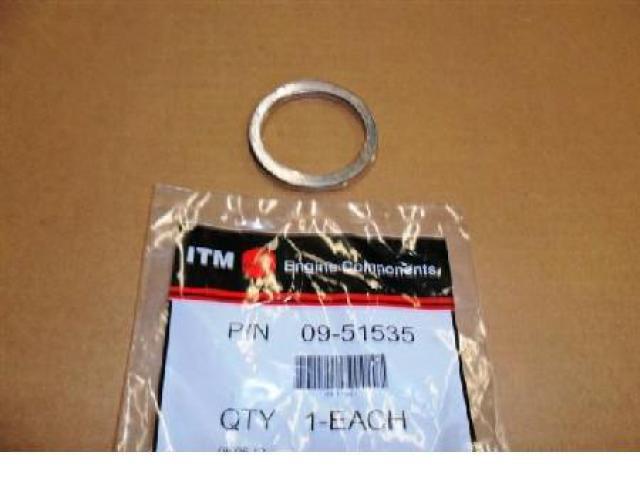 ITM Engine Components
P/N 09-51535
QTY 1-EACH